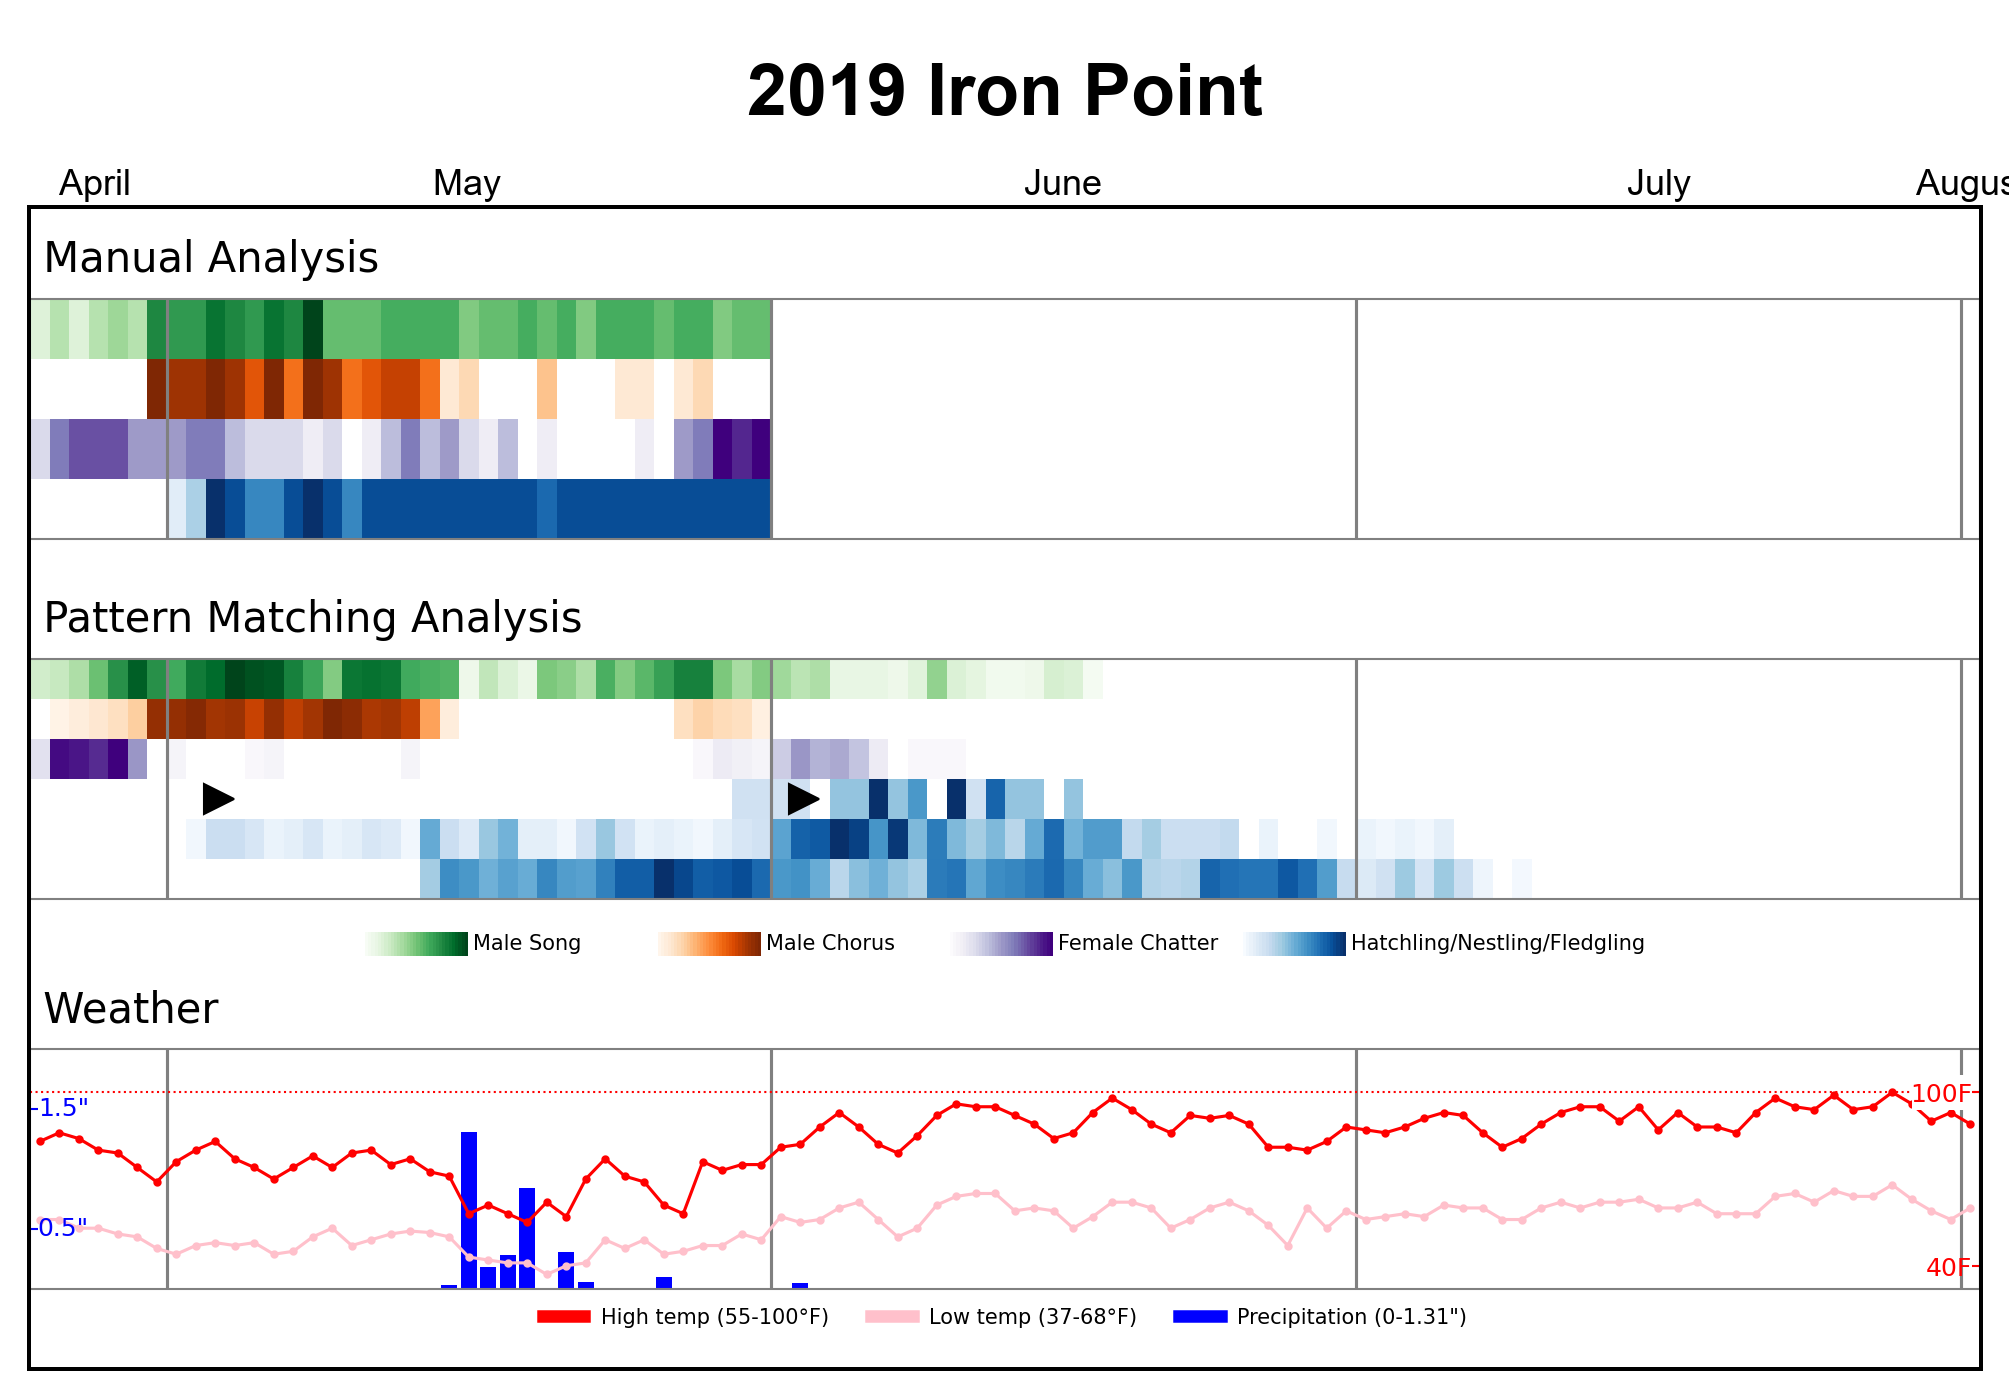 2019 Iron Point
April May June July Augus
Manual Analysis
Pattern Matching Analysis
Male Song Male Chorus Female Chatter Hatchling/Nestling/Fledgling
Weather
1.5" 100F
0.5"
40F
High temp (55-100°F) Low temp (37-68°F) Precipitation (0-1.31")